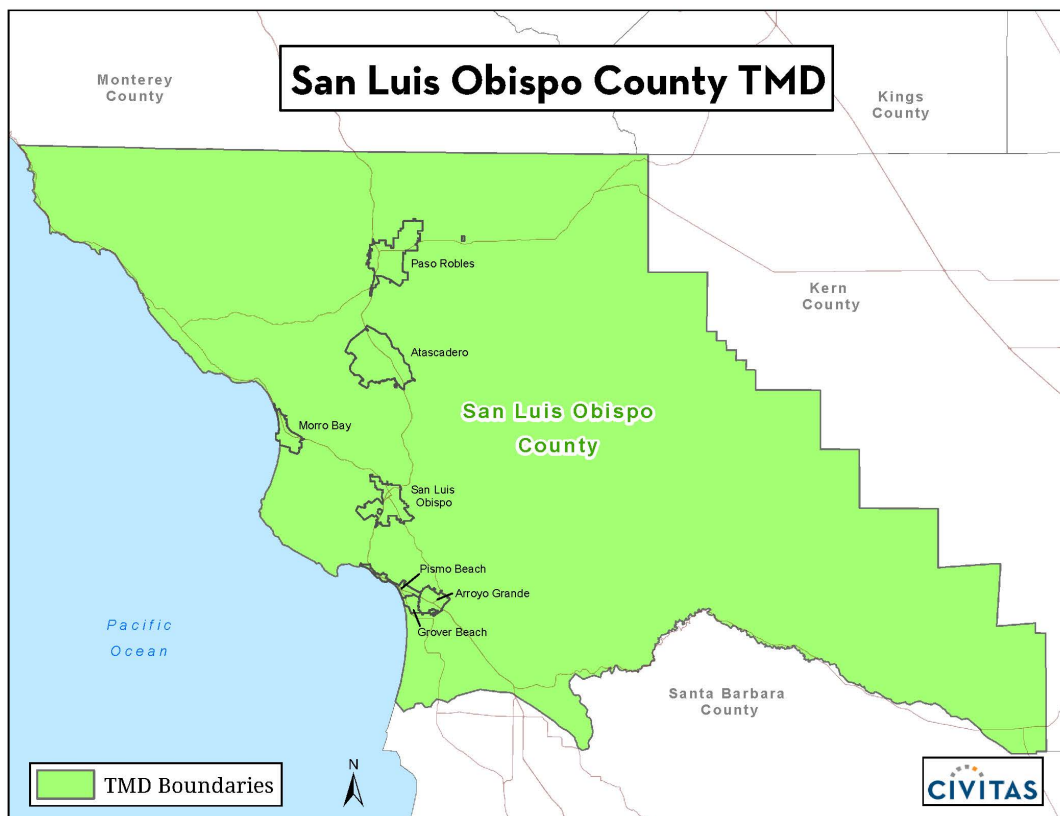 San Luis Obispo County TMD
Monterey
County
Kings
County
Paso Robles
Kern
County
Atascadero
San Luis Obispo
County
Morro Bay
San Luis
Obispo
Pismo Beach
Arroyo Grande
Grover Beach
Pacific
Ocean
Santa Barbara
County
TMD Boundaries
N
CIVITAS